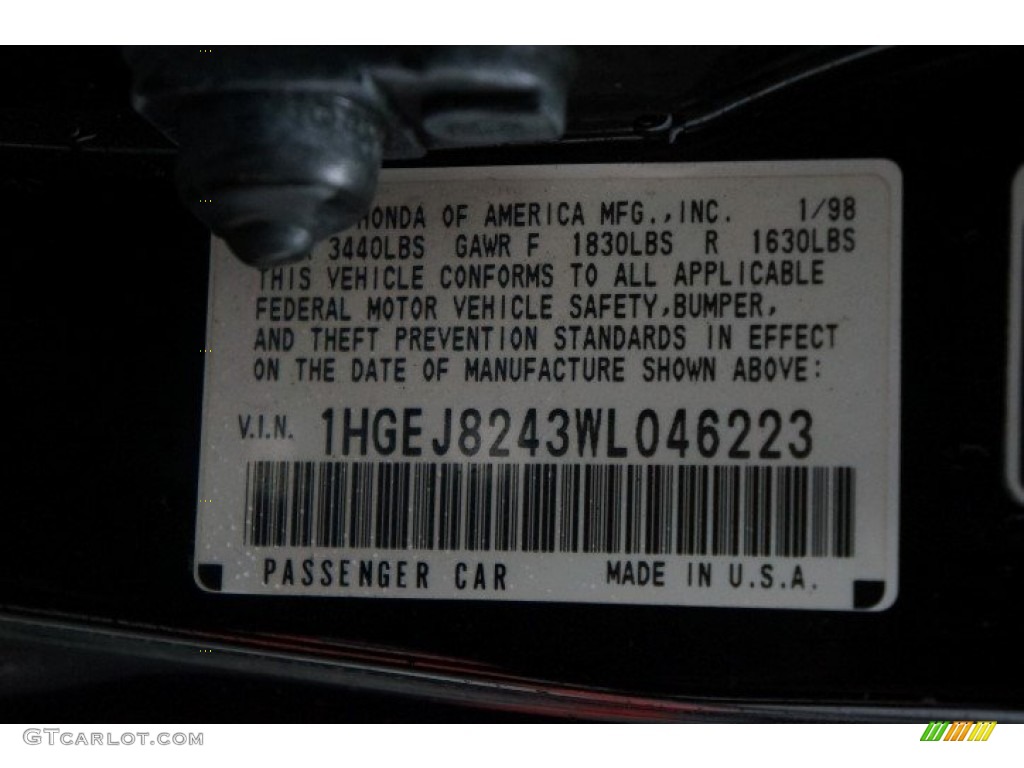 HONDA OF AMERICA MFG.,INC. 1/98
3440LBS GAWR F 1830LBS R 1630LBS
THIS VEHICLE CONFORMS TO ALL APPLICABLE
FEDERAL MOTOR VEHICLE SAFETY,BUMPER,
AND THEFT PREVENTION STANDARDS IN EFFECT
ON THE DATE OF MANUFACTURE SHOWN ABOVE:
V.I.N. 1HGEJ8243WL046223
PASSENGER CAR MADE IN U.S.A.
GTCARLOT.COM